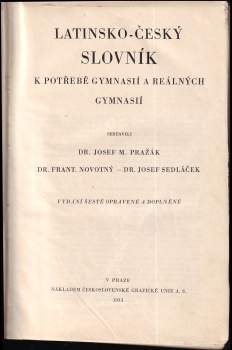 LATINSKO-ČESKÝ
SLOVNÍK
K POTŘEBĚ GYMNASIÍ A REÁLNÝCH
GYMNASIÍ
SESTAVILI
DR. JOSEF M. PRAŽÁK
DR. FRANT. NOVOTNÝ — DR. JOSEF SEDLÁČEK
VYDÁNÍ ŠESTÉ OPRAVENÉ A DOPLNĚNÉ
V PRAZE
NÁKLADEM ČESKOSLOVENSKÉ GRAFICKÉ UNIE A. S.